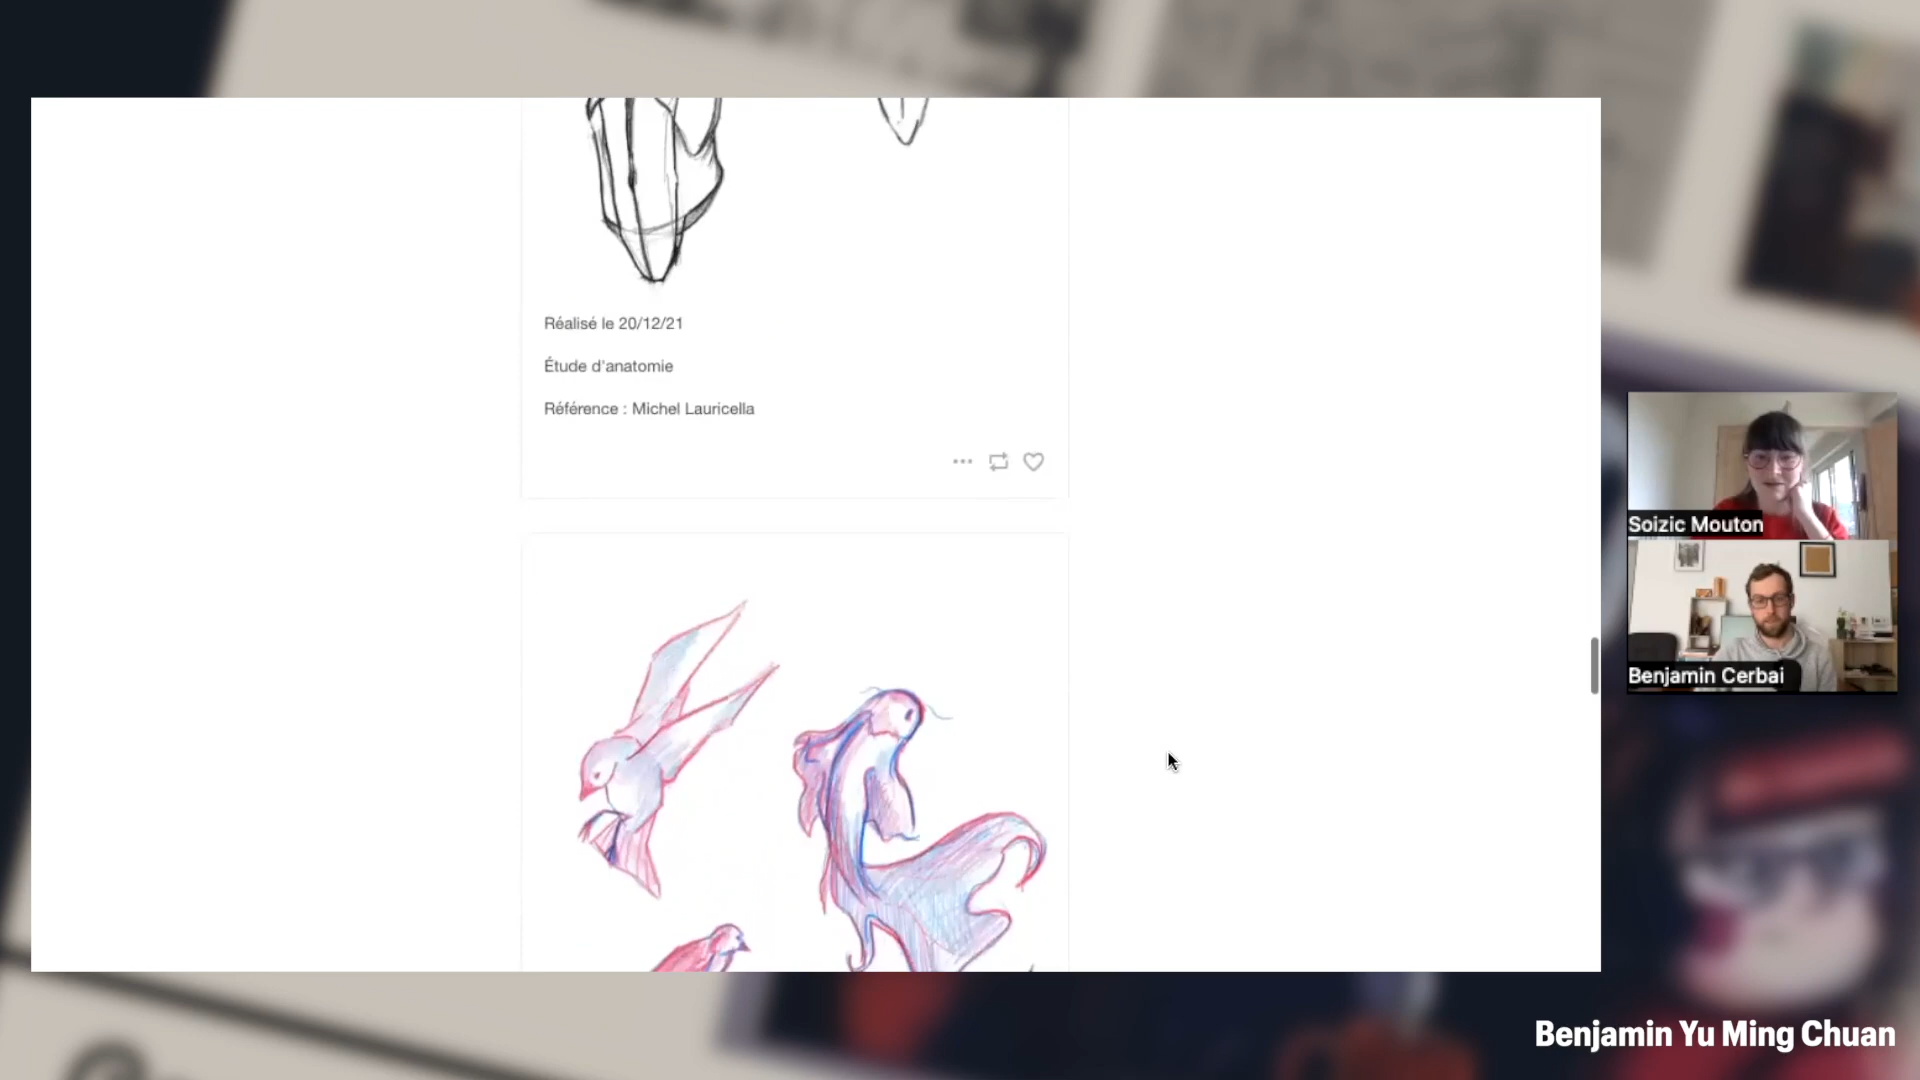 Réalisé le 20/12/21
Étude d'anatomie
Référence : Michel Lauricella
Soizic Mouton
Benjamin Cerbai
Benjamin Yu Ming Chuan